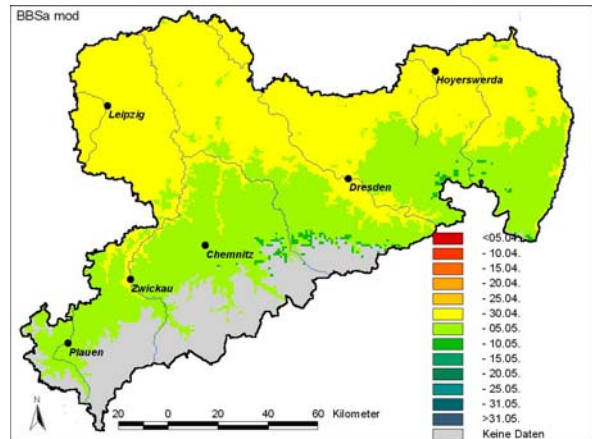 BBSa mod
Hoyerswerda
Leipzig
Dresden
Chemnitz
Zwickau
Plauen
N
20 0 20 40 60 Kilometer
<05.04.
- 10.04.
- 15.04.
- 20.04.
- 25.04.
- 30.04.
- 05.05.
- 10.05.
- 15.05.
- 20.05.
- 25.05.
- 31.05.
>31.05.
Keine Daten